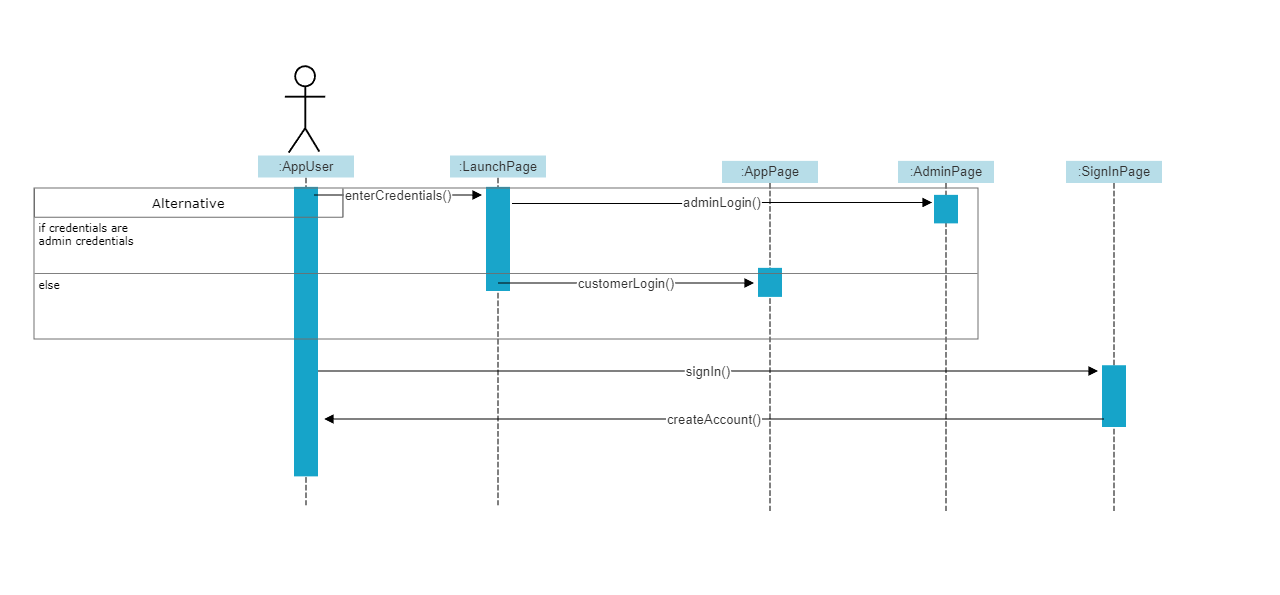 :AppUser
:LaunchPage
:AppPage
:AdminPage
:SignInPage
Alternative
enterCredentials()
adminLogin()
if credentials are
admin credentials
else
customerLogin()
signIn()
createAccount()